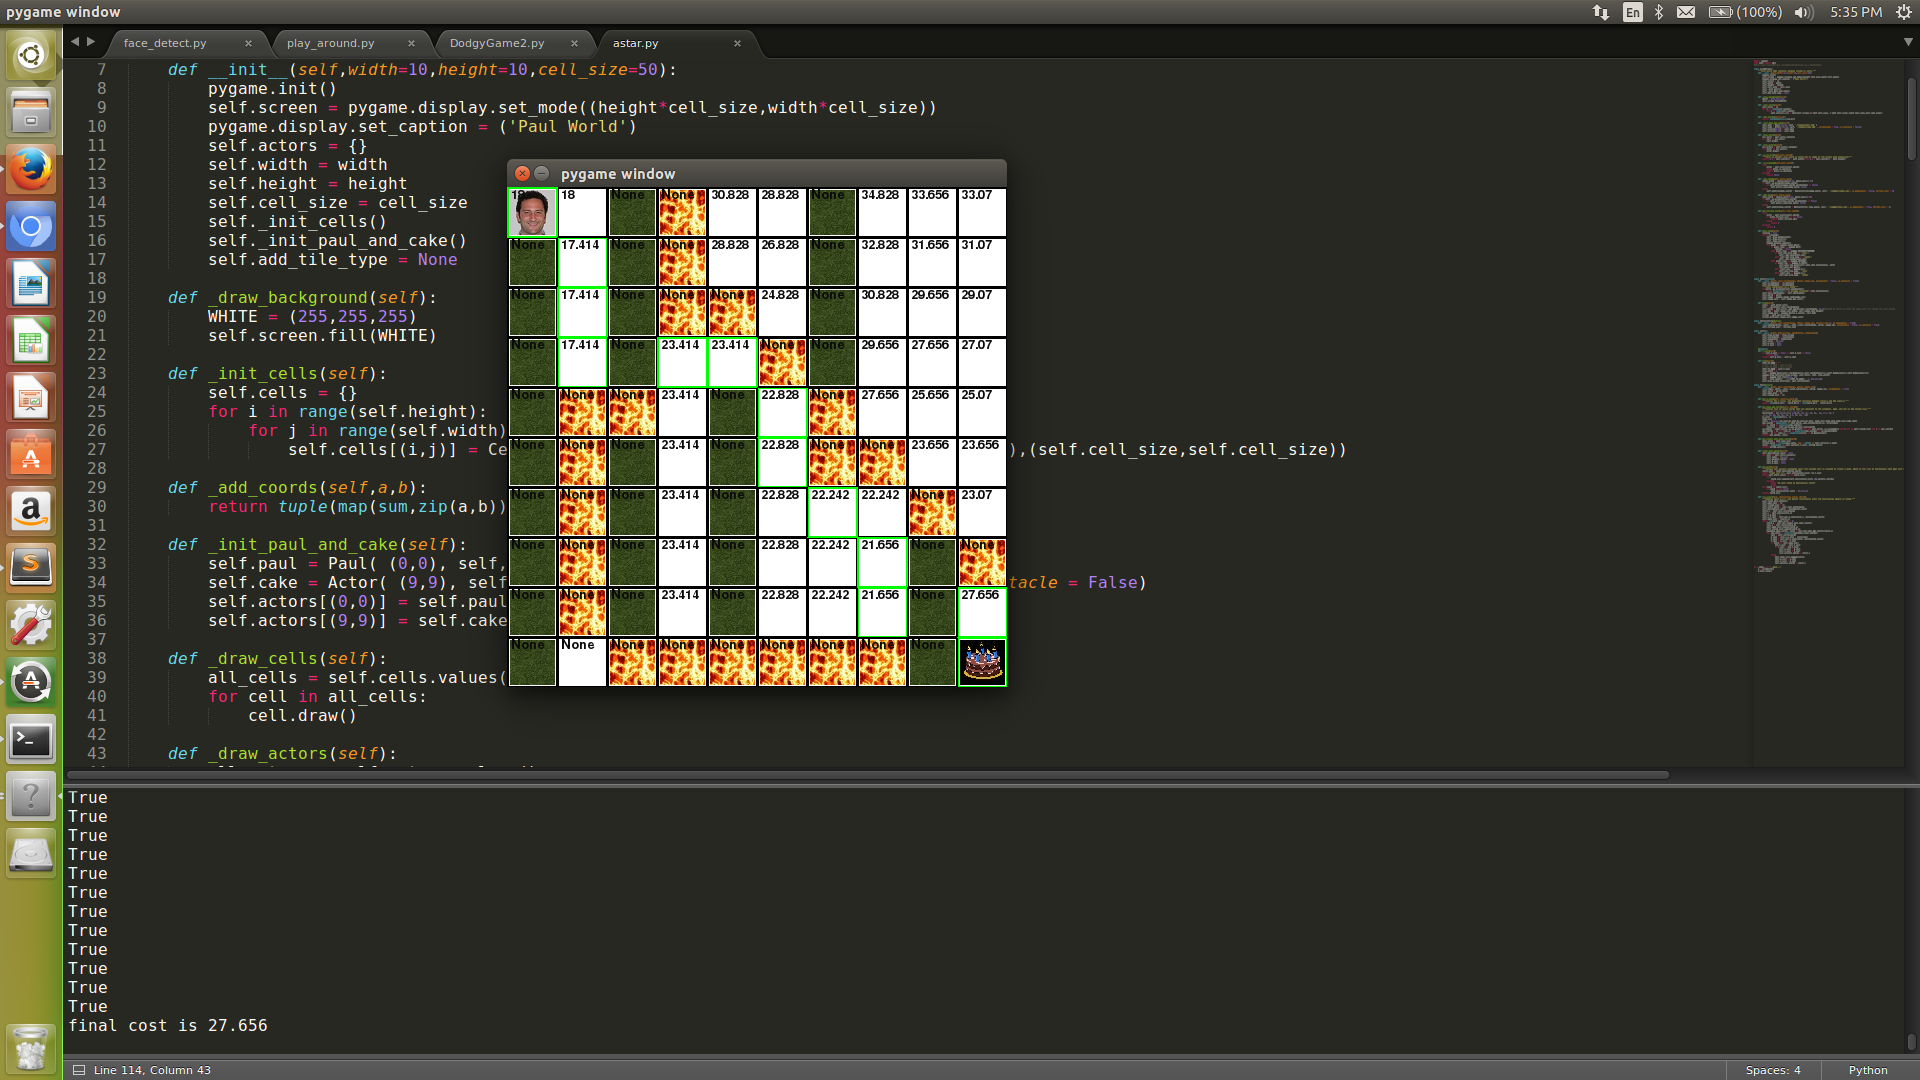 pygame window
En
(100%)
5:35 PM
face_detect.py × play_around.py × DodgyGame2.py × astar.py ×
7 def __init__(self,width=10,height=10,cell_size=50):
8 pygame.init()
9 self.screen = pygame.display.set_mode((height*cell_size,width*cell_size))
10 pygame.display.set_caption = ('Paul World')
11 self.actors = {}
12 self.width = width
13 self.height = height
14 self.cell_size = cell_size
15 self._init_cells()
16 self._init_paul_and_cake()
17 self.add_tile_type = None
18
19 def _draw_background(self):
20 WHITE = (255,255,255)
21 self.screen.fill(WHITE)
22
23 def _init_cells(self):
24 self.cells = {}
25 for i in range(self.height):
26 for j in range(self.width)
27 self.cells[(i,j)] = Ce ),(self.cell_size,self.cell_size))
28
29 def _add_coords(self,a,b):
30 return tuple(map(sum,zip(a,b))
31
32 def _init_paul_and_cake(self):
33 self.paul = Paul( (0,0), self,
34 self.cake = Actor( (9,9), self tacle = False)
35 self.actors[(0,0)] = self.paul
36 self.actors[(9,9)] = self.cake
37
38 def _draw_cells(self):
39 all_cells = self.cells.values(
40 for cell in all_cells:
41 cell.draw()
42
43 def _draw_actors(self):
pygame window
18 None None 30.828 28.828 None 34.828 33.656 33.07
None 17.414 None None 28.828 26.828 None 32.828 31.656 31.07
None 17.414 None None None 24.828 None 30.828 29.656 29.07
None 17.414 None 23.414 23.414 None None 29.656 27.656 27.07
None None None 23.414 None 22.828 None 27.656 25.656 25.07
None None None 23.414 None 22.828 None None 23.656 23.656
None None None 23.414 None 22.828 22.242 22.242 None 23.07
None None None 23.414 None 22.828 22.242 21.656 None None
None None None 23.414 None 22.828 22.242 21.656 None 27.656
None None None None None None None None None
True
True
True
True
True
True
True
True
True
True
True
True
final cost is 27.656
Line 114, Column 43
Spaces: 4
Python